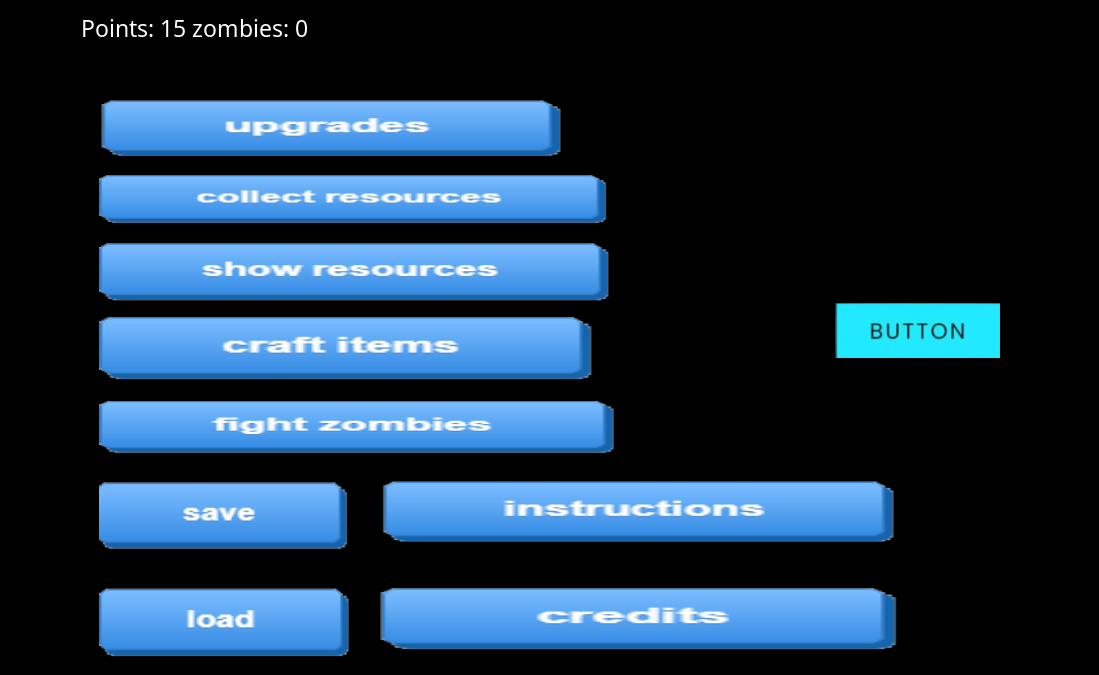 Points: 15 zombies: 0
upgrades
collect resources
show resources
craft items
BUTTON
fight zombies
save
instructions
load
credits